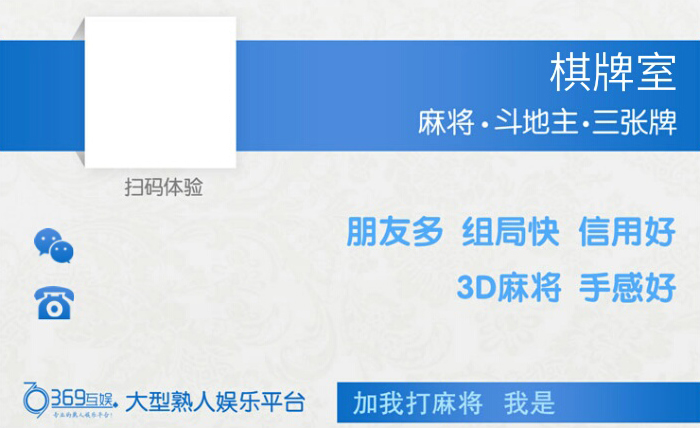 棋牌室
麻将·斗地主·三张牌
扫码体验
朋友多 组局快 信用好
3D麻将 手感好
369互娱
专业的熟人娱乐平台!
大型熟人娱乐平台
加我打麻将 我是